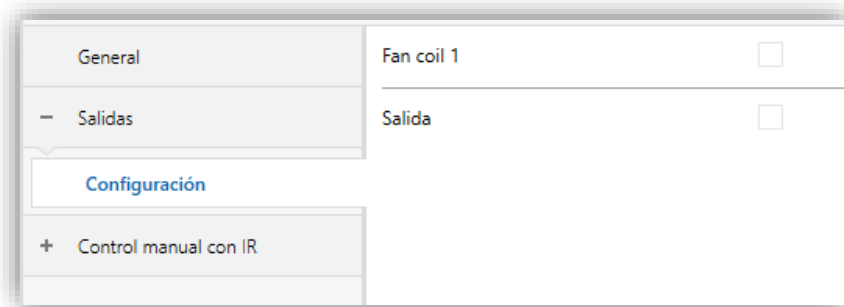 General
Salidas
Configuración
Control manual con IR
Fan coil 1
Salida